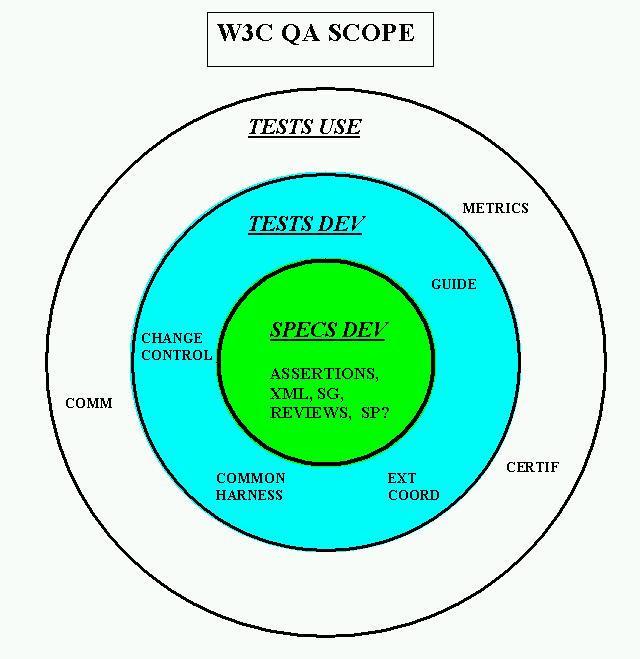 W3C QA SCOPE
TESTS USE
METRICS
TESTS DEV
GUIDE
SPECS DEV
CHANGE
CONTROL
ASSERTIONS,
XML, SG,
REVIEWS, SP?
COMM
CERTIF
COMMON
HARNESS
EXT
COORD